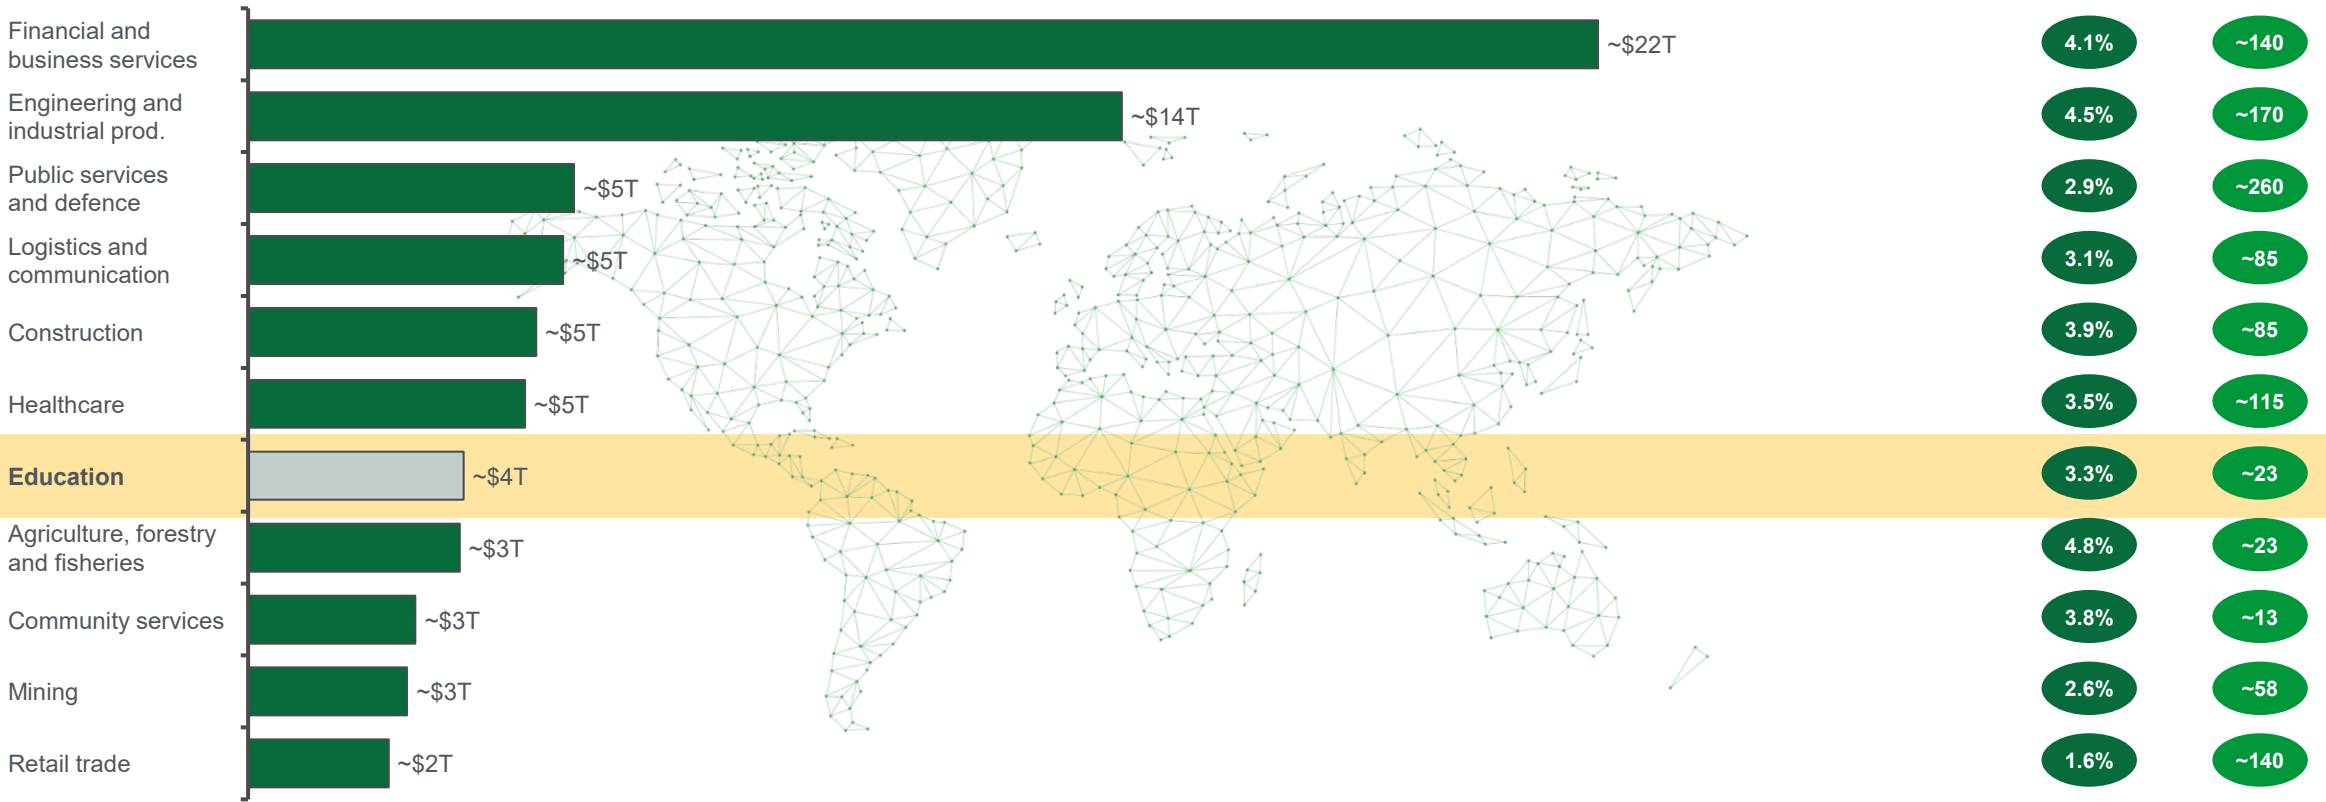 Financial and
business services
~$22T
4.1%
~140
Engineering and
industrial prod.
~$14T
4.5%
~170
Public services
and defence
~$5T
2.9%
~260
Logistics and
communication
~$5T
3.1%
~85
Construction
~$5T
3.9%
~85
Healthcare
~$5T
3.5%
~115
Education
~$4T
3.3%
~23
Agriculture, forestry
and fisheries
~$3T
4.8%
~23
Community services
~$3T
3.8%
~13
Mining
~$3T
2.6%
~58
Retail trade
~$2T
1.6%
~140